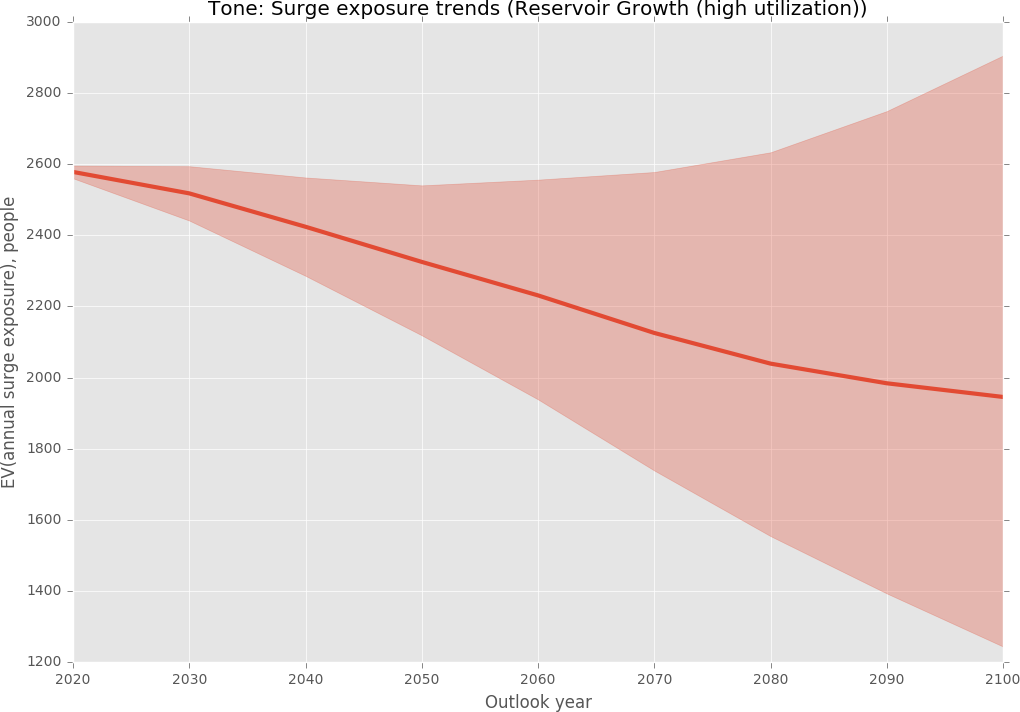 Tone: Surge exposure trends (Reservoir Growth (high utilization))
EV(annual surge exposure), people
3000
2800
2600
2400
2200
2000
1800
1600
1400
1200
2020 2030 2040 2050 2060 2070 2080 2090 2100
Outlook year